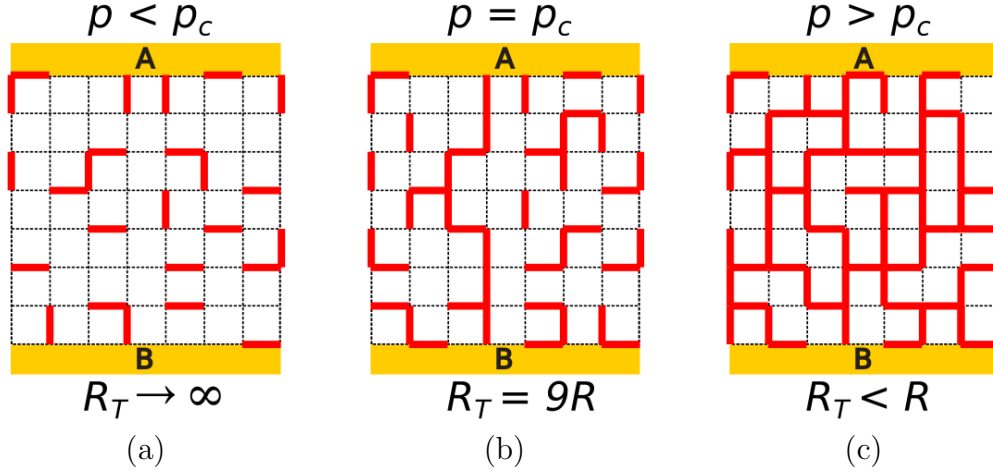 p < p_c
A
B
R_T → ∞
(a)
p = p_c
A
B
R_T = 9R
(b)
p > p_c
A
B
R_T < R
(c)